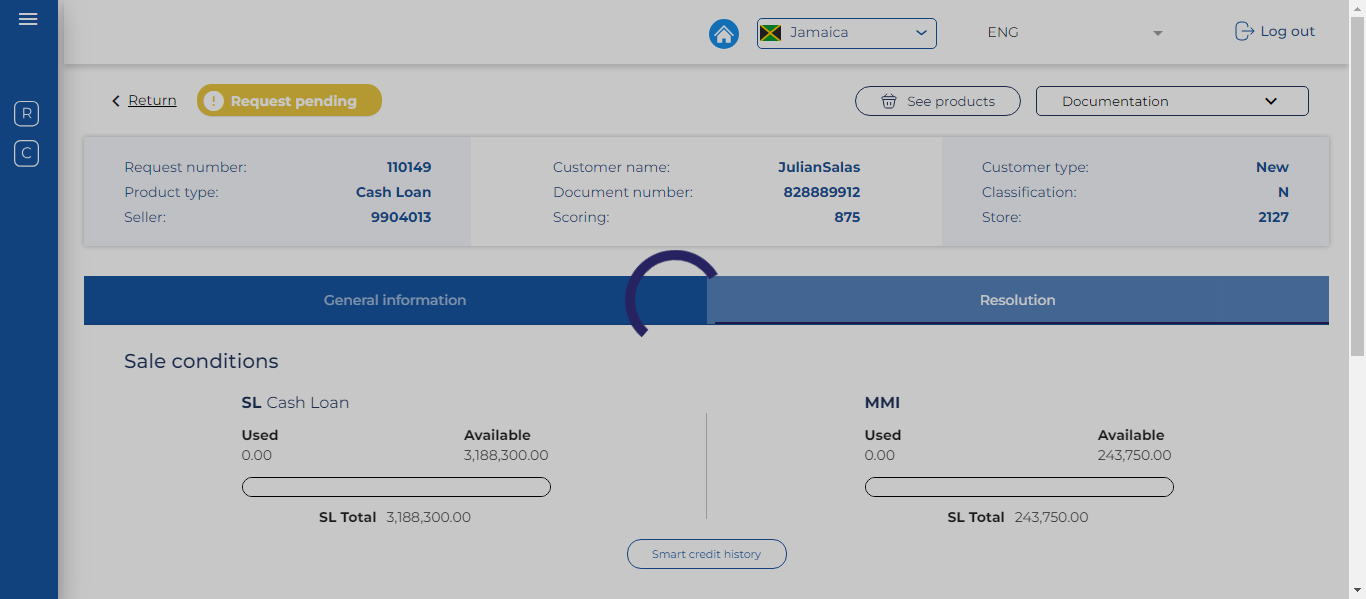 Jamaica
ENG
Log out
Return
! Request pending
See products
Documentation
R
C
Request number: 110149
Product type: Cash Loan
Seller: 9904013
Customer name: JulianSalas
Document number: 828889912
Scoring: 875
Customer type: New
Classification: N
Store: 2127
General information
Resolution
Sale conditions
SL Cash Loan
Used Available
0.00 3,188,300.00
SL Total 3,188,300.00
MMI
Used Available
0.00 243,750.00
SL Total 243,750.00
Smart credit history